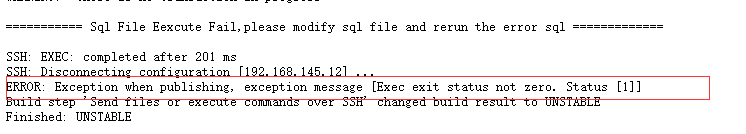 =========== Sql File Eexcute Fail,please modify sql file and rerun the error sql =============
SSH: EXEC: completed after 201 ms
SSH: Disconnecting configuration [192.168.145.12] ...
ERROR: Exception when publishing, exception message [Exec exit status not zero. Status [1]]
Build step 'Send files or execute commands over SSH' changed build result to UNSTABLE
Finished: UNSTABLE